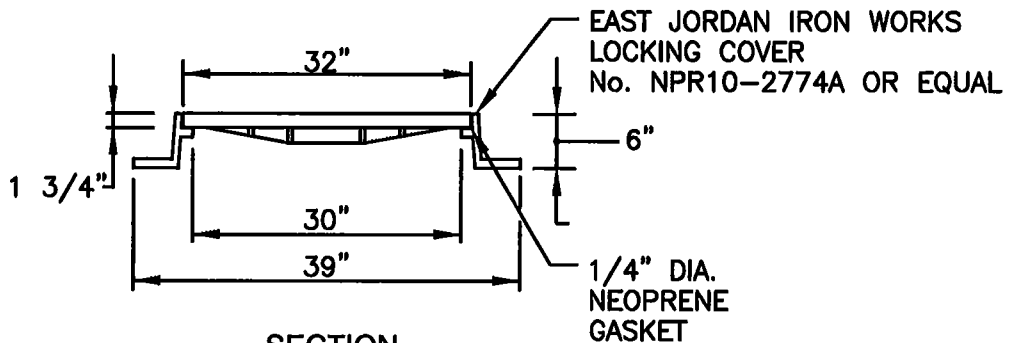 EAST JORDAN IRON WORKS
LOCKING COVER
No. NPR10-2774A OR EQUAL
32"
6"
1 3/4"
30"
39"
1/4" DIA.
NEOPRENE
GASKET
SECTION